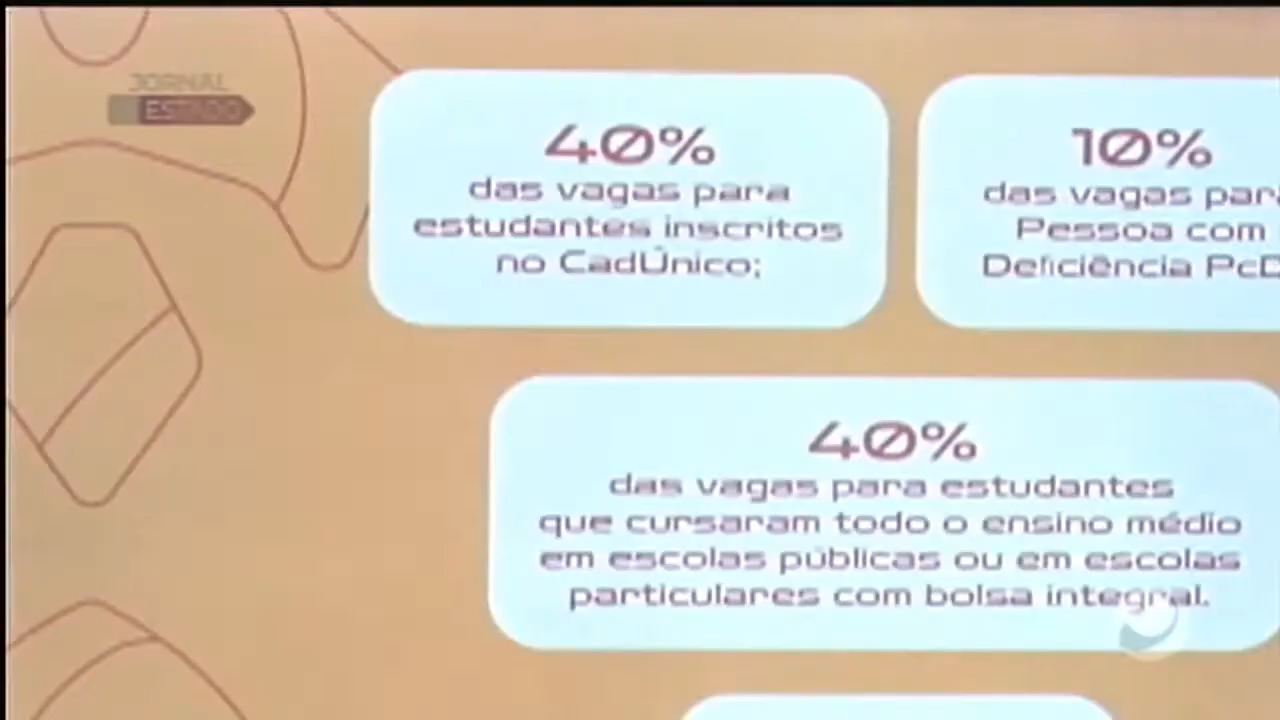 JORNAL
ESTADO
40%
das vagas para
estudantes inscritos
no CadÚnico;
10%
das vagas para
Pessoa com
Deficiência PcD
40%
das vagas para estudantes
que cursaram todo o ensino médio
em escolas públicas ou em escolas
particulares com bolsa integral.